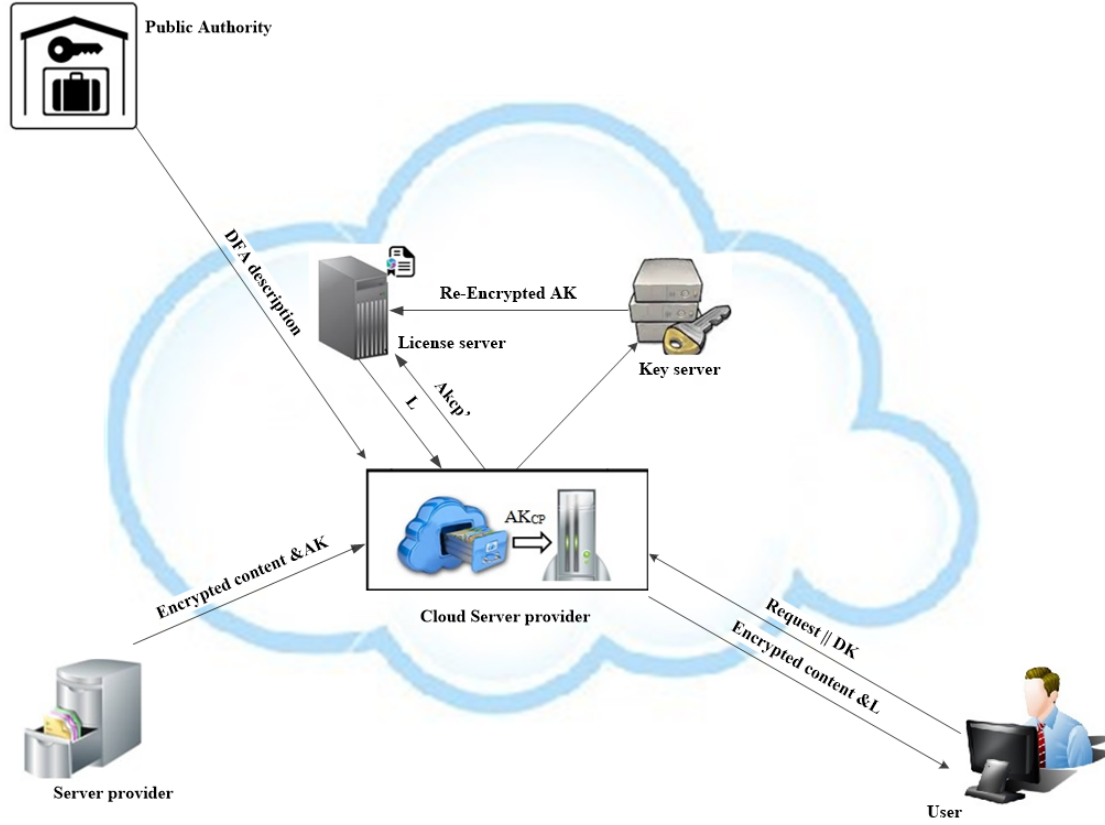 Public Authority
DFA description
Re-Encrypted AK
License server
Key server
L
Akcp’
AKCP
Encrypted content &AK
Cloud Server provider
Request || DK
Encrypted content &L
Server provider
User